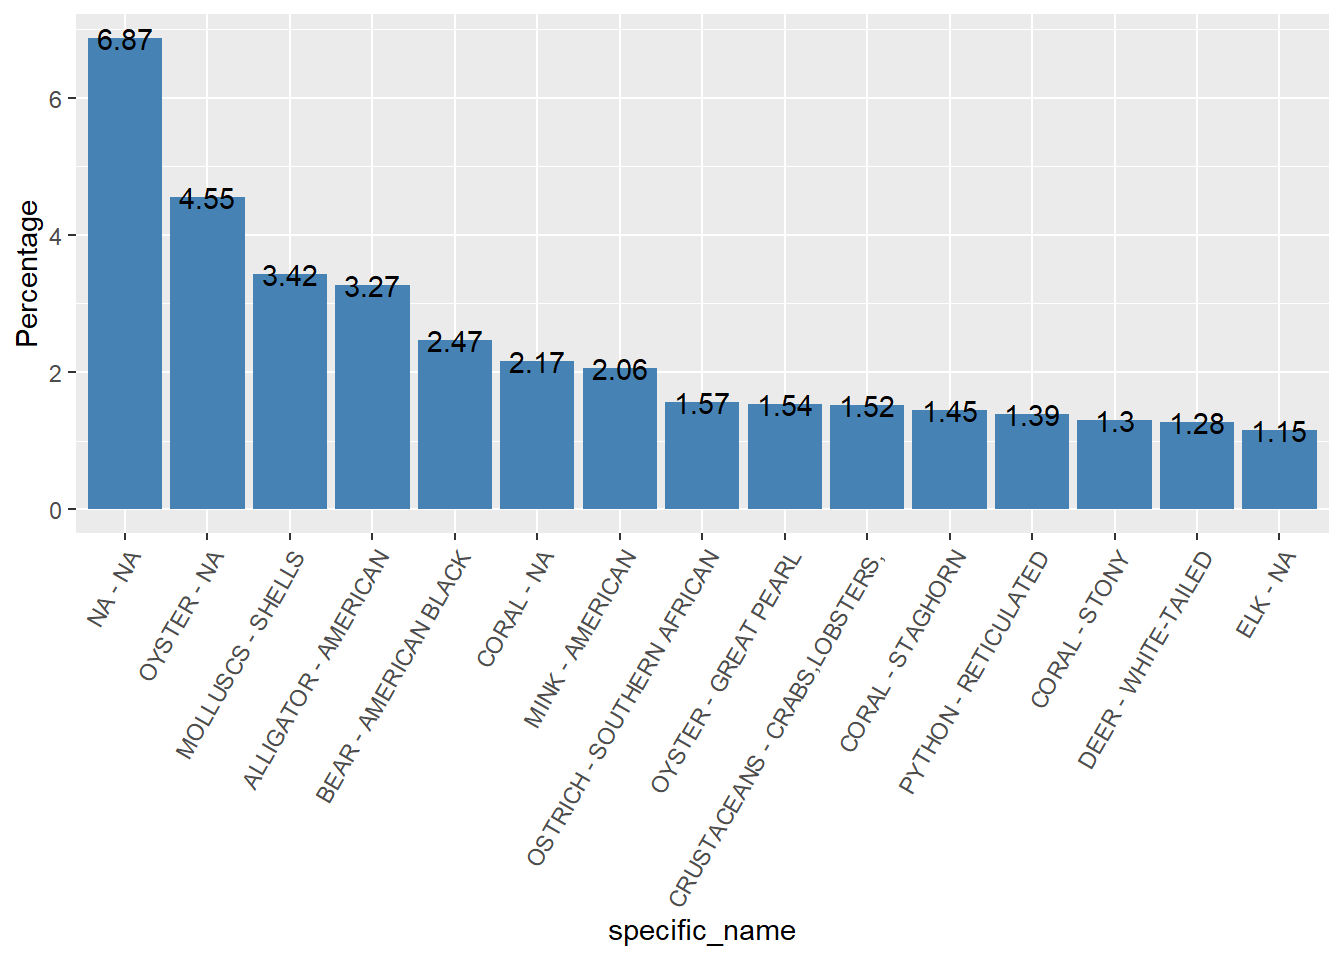 Percentage
6
4
2
0
6.87
4.55
3.42
3.27
2.47
2.17
2.06
1.57
1.54
1.52
1.45
1.39
1.3
1.28
1.15
NA - NA
OYSTER - NA
MOLLUSCS - SHELLS
ALLIGATOR - AMERICAN
BEAR - AMERICAN BLACK
CORAL - NA
MINK - AMERICAN
OSTRICH - SOUTHERN AFRICAN
OYSTER - GREAT PEARL
CRUSTACEANS - CRABS,LOBSTERS,
CORAL - STAGHORN
PYTHON - RETICULATED
CORAL - STONY
DEER - WHITE-TAILED
ELK - NA
specific_name